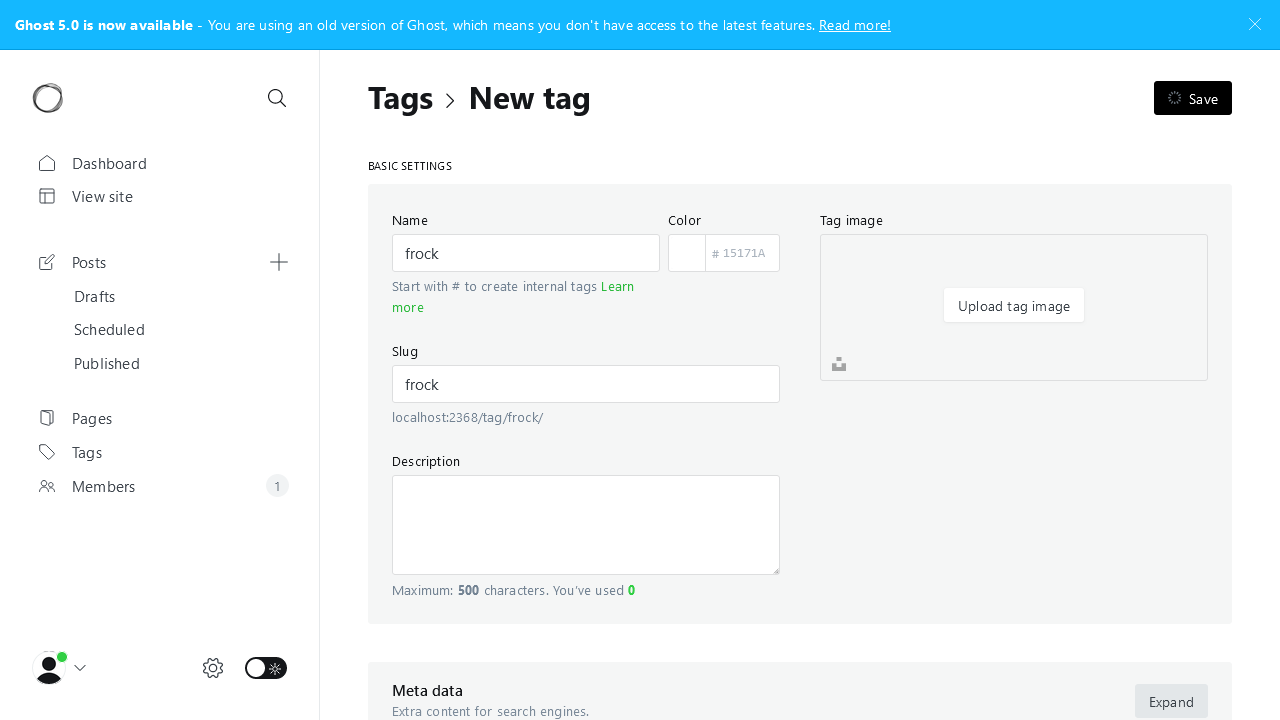 Ghost 5.0 is now available - You are using an old version of Ghost, which means you don't have access to the latest features. Read more!
Tags > New tag
Save
Dashboard
View site
Posts
Drafts
Scheduled
Published
Pages
Tags
Members
1
BASIC SETTINGS
Name
frock
Start with # to create internal tags Learn
more
Color
# 15171A
Slug
frock
localhost:2368/tag/frock/
Description
Maximum: 500 characters. You've used 0
Tag image
Upload tag image
Meta data
Extra content for search engines.
Expand